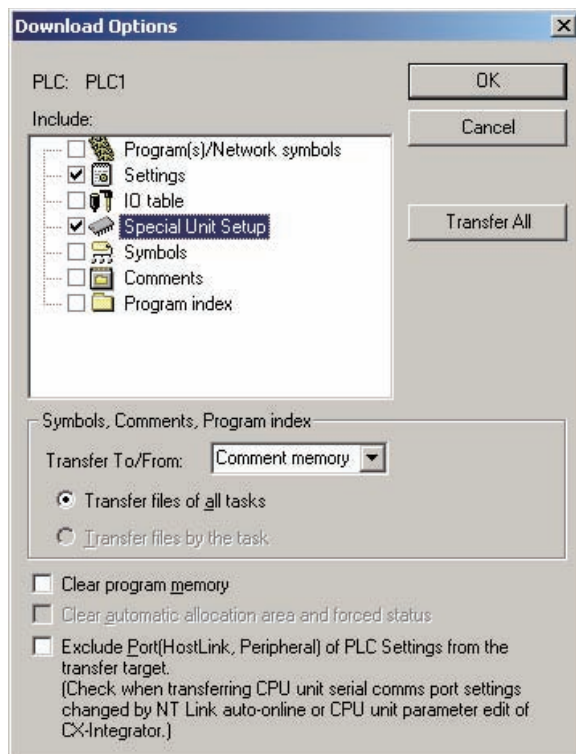 Download Options
PLC: PLC1
OK
Include:
Cancel
Program(s)/Network symbols
Settings
IO table
Special Unit Setup
Transfer All
Symbols
Comments
Program index
Symbols, Comments, Program index
Transfer To/From: Comment memory
Transfer files of all tasks
Transfer files by the task
Clear program memory
Clear automatic allocation area and forced status
Exclude Port(HostLink, Peripheral) of PLC Settings from the
transfer target.
(Check when transferring CPU unit serial comms port settings
changed by NT Link auto-online or CPU unit parameter edit of
CX-Integrator.)